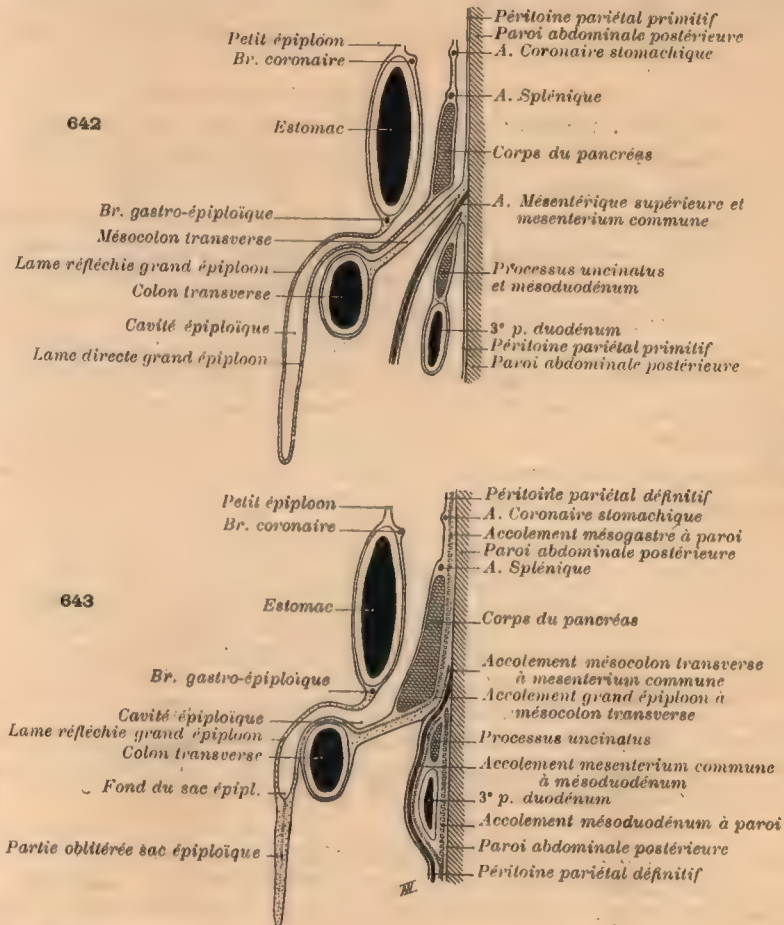 Petit épiploon
Br. coronaire
642
Estomac
Br. gastro-épiploïque
Mésocolon transverse
Lame réfléchie grand épiploon
Colon transverse
Cavité épiploïque
Lame directe grand épiploon
Péritoine pariétal primitif
Paroi abdominale postérieure
A. Coronaire stomachique
A. Splénique
Corps du pancréas
A. Mésentérique supérieure et
mesenterium commune
Processus uncinatus
et mésoduodénum
3e p. duodénum
Péritoine pariétal primitif
Paroi abdominale postérieure
Petit épiploon
Br. coronaire
643
Estomac
Br. gastro-épiploïque
Cavité épiploïque
Lame réfléchie grand épiploon
Colon transverse
Fond du sac épipl.
Partie oblitérée sac épiploïque
Péritoine pariétal définitif
A. Coronaire stomachique
Accolement mésogastre à paroi
Paroi abdominale postérieure
A. Splénique
Corps du pancréas
Accolement mésocolon transverse
à mesenterium commune
Accolement grand épiploon à
mésocolon transverse
Processus uncinatus
Accolement mesenterium commune
à mésoduodénum
3e p. duodénum
Accolement mésoduodénum à paroi
Paroi abdominale postérieure
Péritoine pariétal définitif